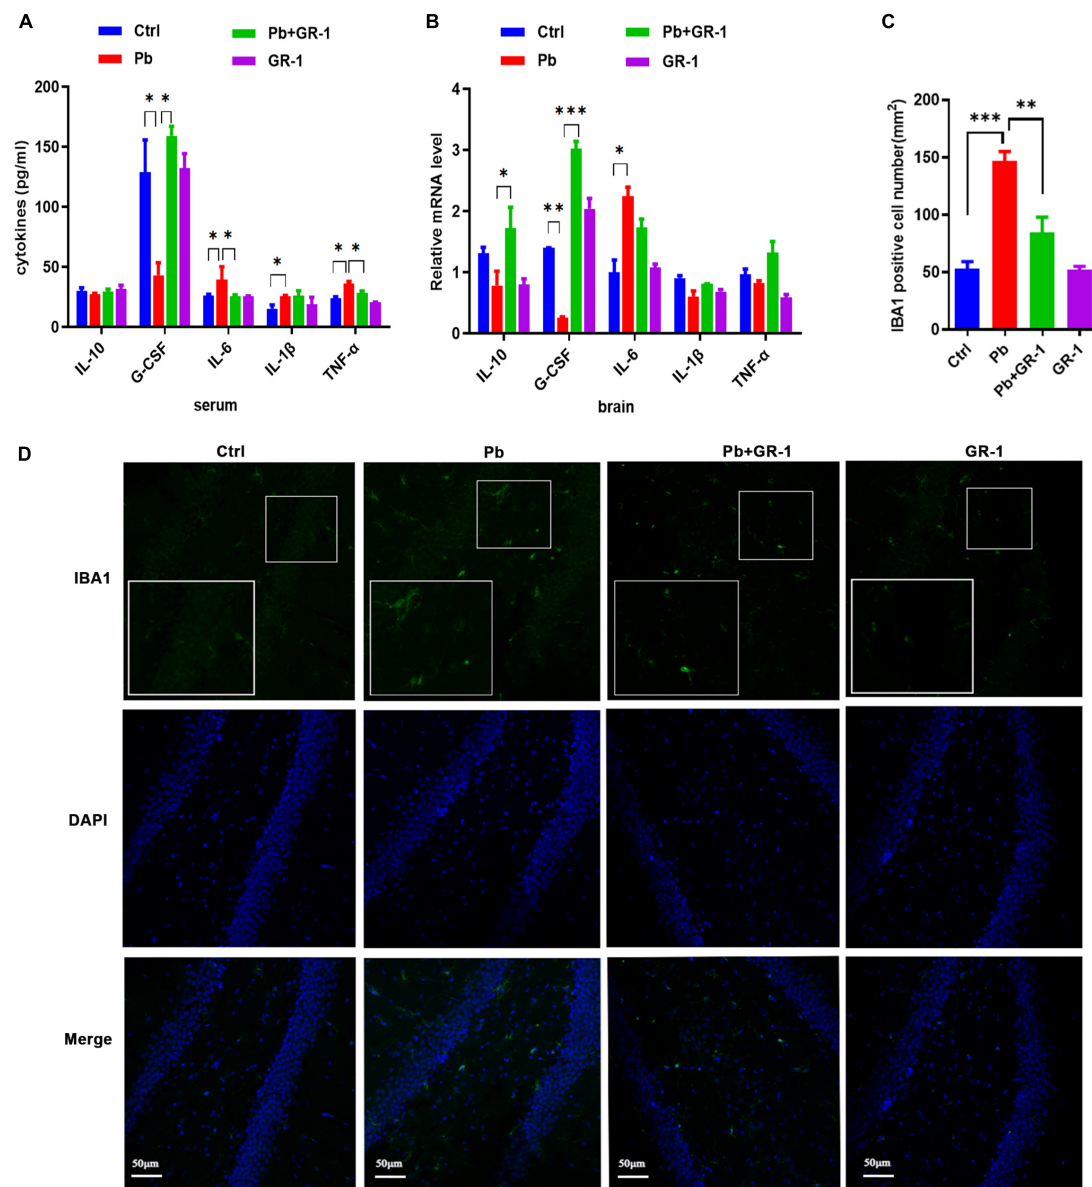 A
Ctrl
Pb+GR-1
Pb
GR-1
cytokines (pg/ml)
200
150
100
50
0
* *
* *
*
* *
IL-10
G-CSF
IL-6
IL-1β
TNF-α
serum
B
Ctrl
Pb+GR-1
Pb
GR-1
Relative mRNA level
4
3
2
1
0
*
**
***
*
IL-10
G-CSF
IL-6
IL-1β
TNF-α
brain
C
IBA1 positive cell number(mm²)
200
150
100
50
0
***
**
Ctrl
Pb
Pb+GR-1
GR-1
D
Ctrl
Pb
Pb+GR-1
GR-1
IBA1
DAPI
Merge
50μm
50μm
50μm
50μm